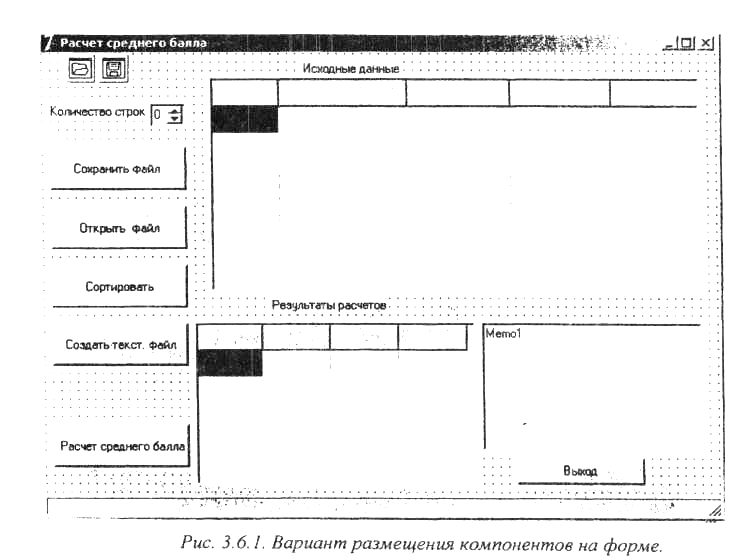 Расчет среднего балла
Исходные данные
Количество строк 0
Сохранить файл
Открыть файл
Сортировать
Результаты расчетов
Memo1
Создать текст. файл
Расчет среднего балла
Выход
Рис. 3.6.1. Вариант размещения компонентов на форме.